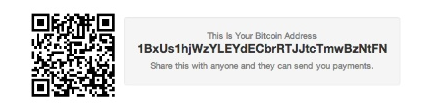 This Is Your Bitcoin Address
1BxUs1hjWzYLEYdECbrRTJJtcTmwBzNtFN
Share this with anyone and they can send you payments.